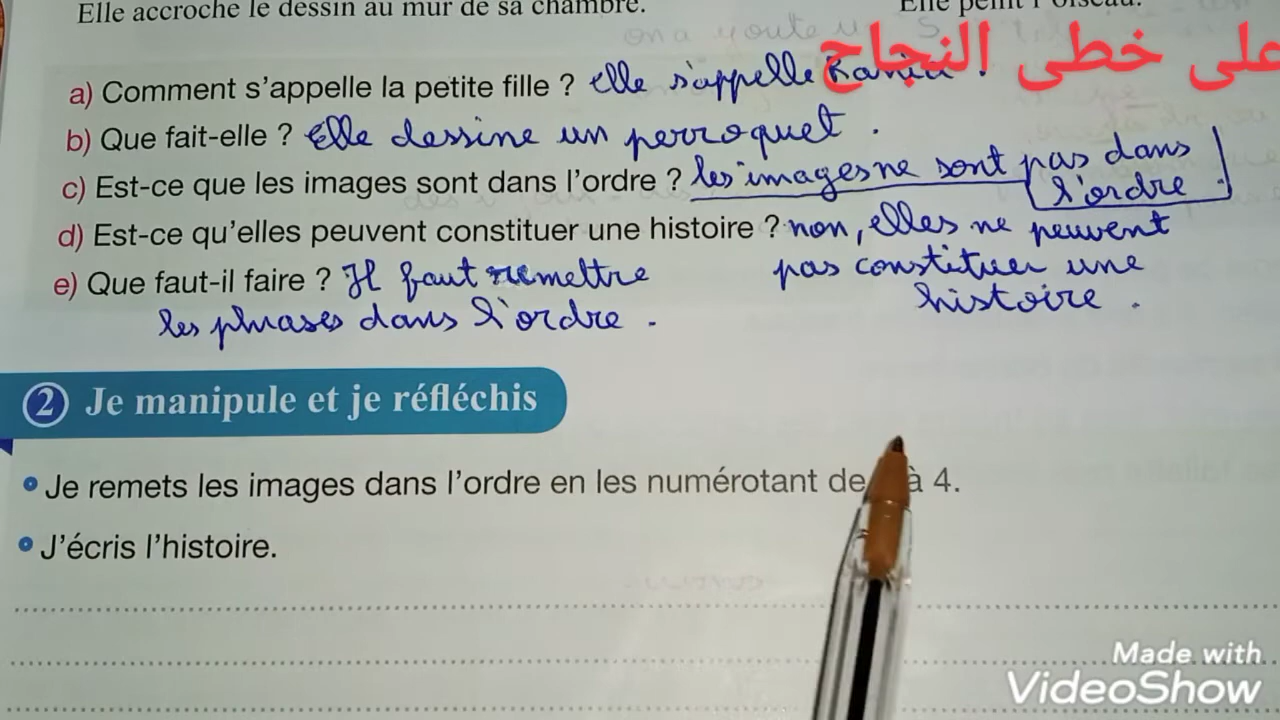 Elle accroche le dessin au mur de sa chambre.
Elle peint l'oiseau.
على خطى النجاح
a) Comment s'appelle la petite fille ? Elle s'appelle
b) Que fait-elle ? Elle dessine un perroquet .
c) Est-ce que les images sont dans l'ordre ? les images ne sont pas dans
l'ordre .
d) Est-ce qu'elles peuvent constituer une histoire ? non, elles ne peuvent
pas constituer une
histoire .
e) Que faut-il faire ? Il faut remettre
les phrases dans l'ordre .
2 Je manipule et je réfléchis
Je remets les images dans l'ordre en les numérotant de à 4.
J'écris l'histoire.
Made with
VideoShow